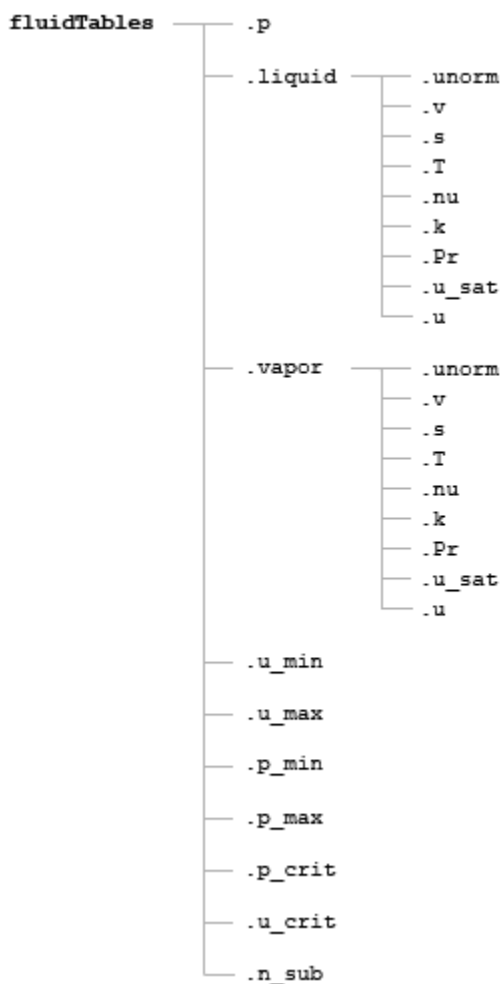 fluidTables .p
.liquid .unorm
.v
.s
.T
.nu
.k
.Pr
.u_sat
.u
.vapor .unorm
.v
.s
.T
.nu
.k
.Pr
.u_sat
.u
.u_min
.u_max
.p_min
.p_max
.p_crit
.u_crit
.n_sub